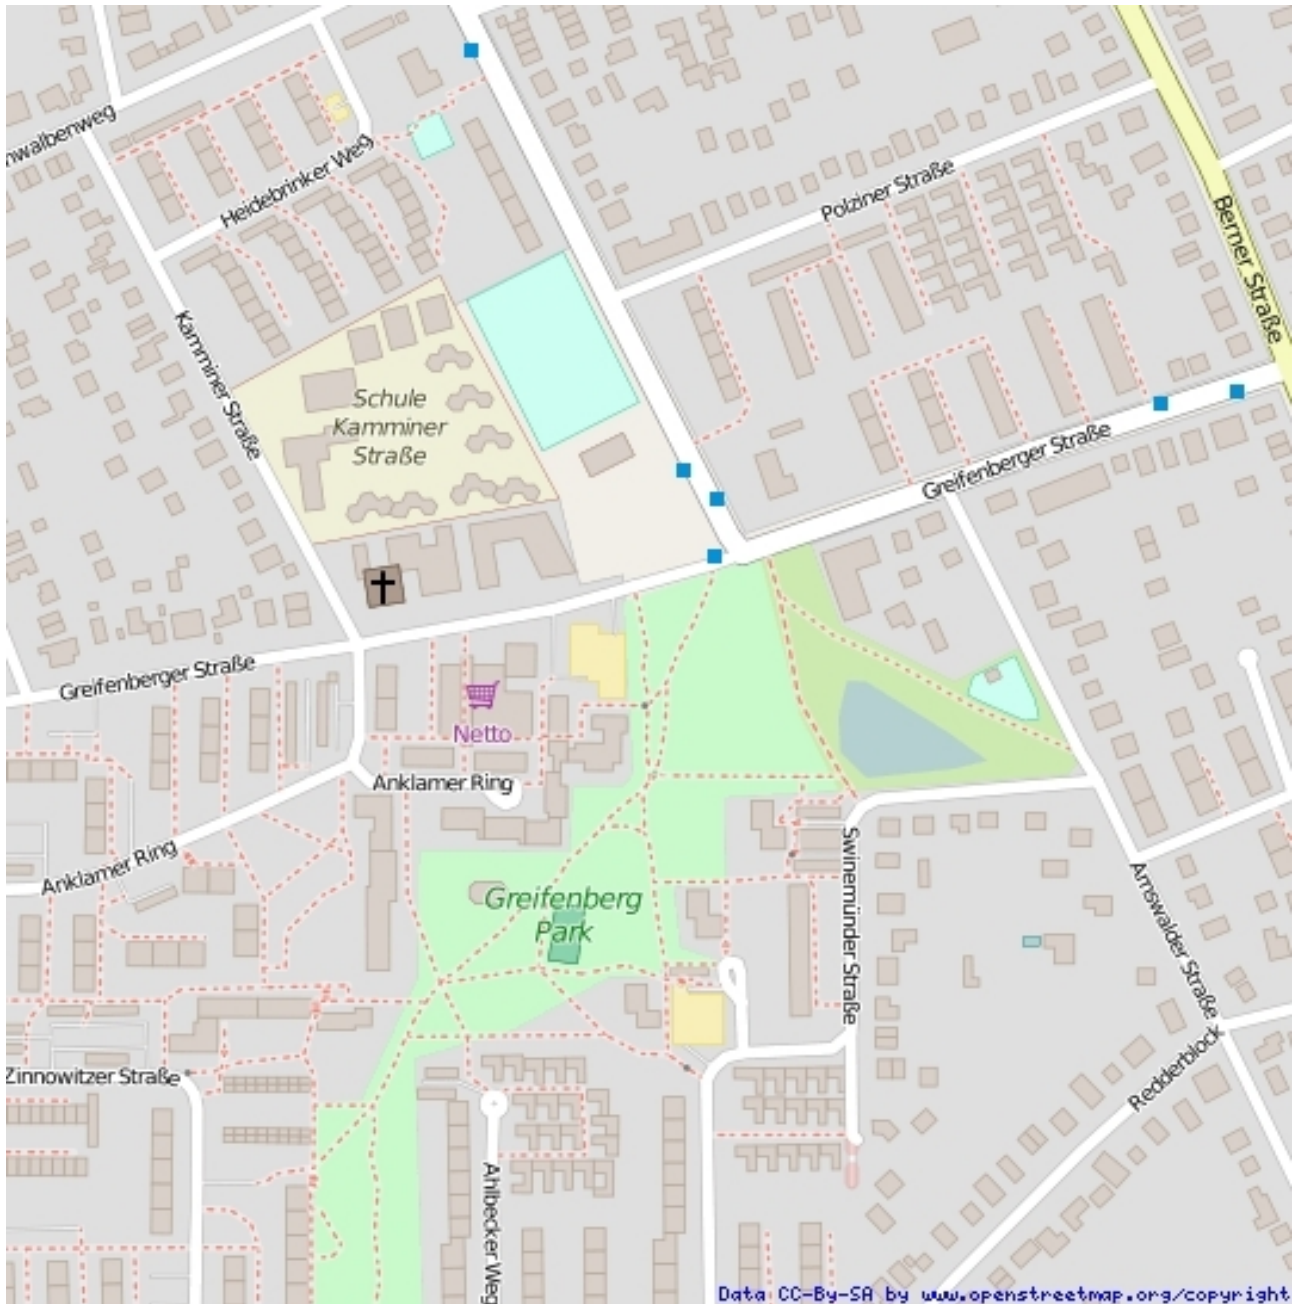 nwalbenweg
Heidebrinker Weg
Polziner Straße
Berner Straße
Kamminer Straße
Schule
Kamminer
Straße
Greifenberger Straße
Greifenberger Straße
Netto
Anklamer Ring
Anklamer Ring
Swinemünder Straße
Arnswalder Straße
Greifenberg
Park
Zinnowitzer Straße
Redderblock
Ahlbecker Weg
Data CC-By-SA by www.openstreetmap.org/copyright